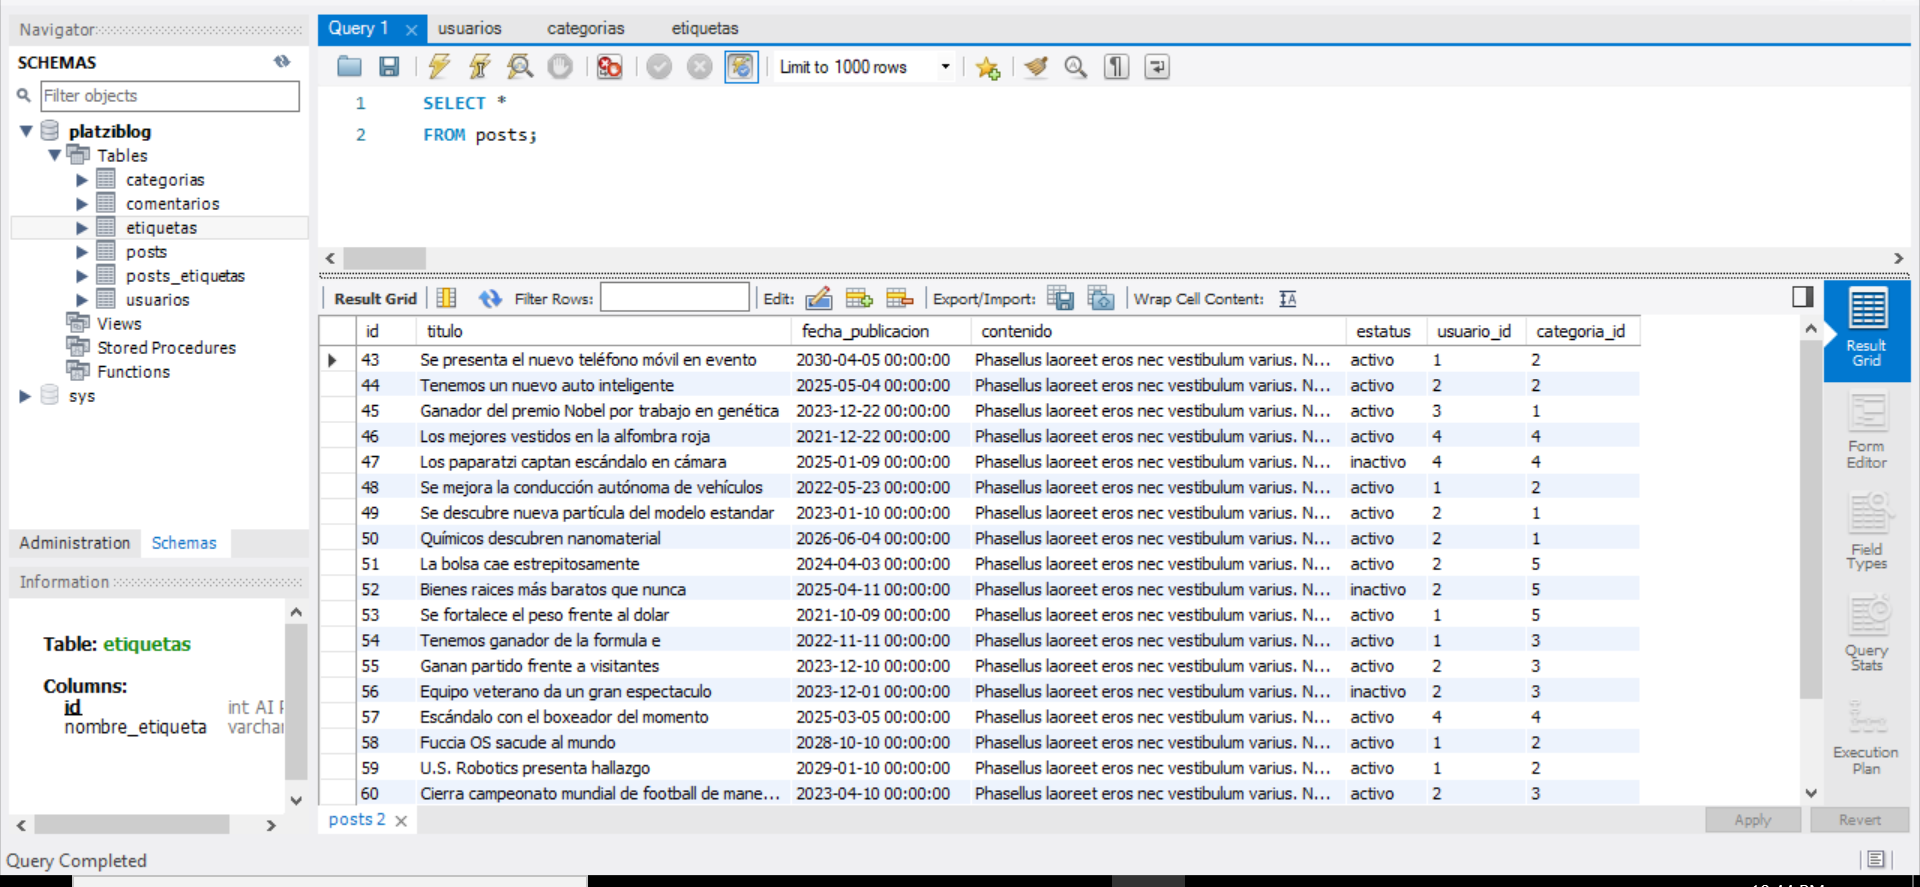 Navigator
SCHEMAS
Filter objects
platziblog
Tables
categorias
comentarios
etiquetas
posts
posts_etiquetas
usuarios
Views
Stored Procedures
Functions
sys
Administration Schemas
Information
Table: etiquetas
Columns:
id int AI
nombre_etiqueta varchar
Query Completed
Query 1 usuarios categorias etiquetas
Limit to 1000 rows
1 SELECT *
2 FROM posts;
Result Grid Filter Rows: Edit: Export/Import: Wrap Cell Content:
id titulo fecha_publicacion contenido estatus usuario_id categoria_id
43 Se presenta el nuevo teléfono móvil en evento 2030-04-05 00:00:00 Phasellus laoreet eros nec vestibulum varius. N... activo 1 2
44 Tenemos un nuevo auto inteligente 2025-05-04 00:00:00 Phasellus laoreet eros nec vestibulum varius. N... activo 2 2
45 Ganador del premio Nobel por trabajo en genética 2023-12-22 00:00:00 Phasellus laoreet eros nec vestibulum varius. N... activo 3 1
46 Los mejores vestidos en la alfombra roja 2021-12-22 00:00:00 Phasellus laoreet eros nec vestibulum varius. N... activo 4 4
47 Los paparatzi captan escándalo en cámara 2025-01-09 00:00:00 Phasellus laoreet eros nec vestibulum varius. N... inactivo 4 4
48 Se mejora la conducción autónoma de vehículos 2022-05-23 00:00:00 Phasellus laoreet eros nec vestibulum varius. N... activo 1 2
49 Se descubre nueva partícula del modelo estandar 2023-01-10 00:00:00 Phasellus laoreet eros nec vestibulum varius. N... activo 2 1
50 Químicos descubren nanomaterial 2026-06-04 00:00:00 Phasellus laoreet eros nec vestibulum varius. N... activo 2 1
51 La bolsa cae estrepitosamente 2024-04-03 00:00:00 Phasellus laoreet eros nec vestibulum varius. N... activo 2 5
52 Bienes raices más baratos que nunca 2025-04-11 00:00:00 Phasellus laoreet eros nec vestibulum varius. N... inactivo 2 5
53 Se fortalece el peso frente al dolar 2021-10-09 00:00:00 Phasellus laoreet eros nec vestibulum varius. N... activo 1 5
54 Tenemos ganador de la formula e 2022-11-11 00:00:00 Phasellus laoreet eros nec vestibulum varius. N... activo 1 3
55 Ganan partido frente a visitantes 2023-12-10 00:00:00 Phasellus laoreet eros nec vestibulum varius. N... activo 2 3
56 Equipo veterano da un gran espectaculo 2023-12-01 00:00:00 Phasellus laoreet eros nec vestibulum varius. N... inactivo 2 3
57 Escándalo con el boxeador del momento 2025-03-05 00:00:00 Phasellus laoreet eros nec vestibulum varius. N... activo 4 4
58 Fuccia OS sacude al mundo 2028-10-10 00:00:00 Phasellus laoreet eros nec vestibulum varius. N... activo 1 2
59 U.S. Robotics presenta hallazgo 2029-01-10 00:00:00 Phasellus laoreet eros nec vestibulum varius. N... activo 1 2
60 Cierra campeonato mundial de football de mane... 2023-04-10 00:00:00 Phasellus laoreet eros nec vestibulum varius. N... activo 2 3
posts 2
Apply Revert
Result
Grid
Form
Editor
Field
Types
Query
Stats
Execution
Plan